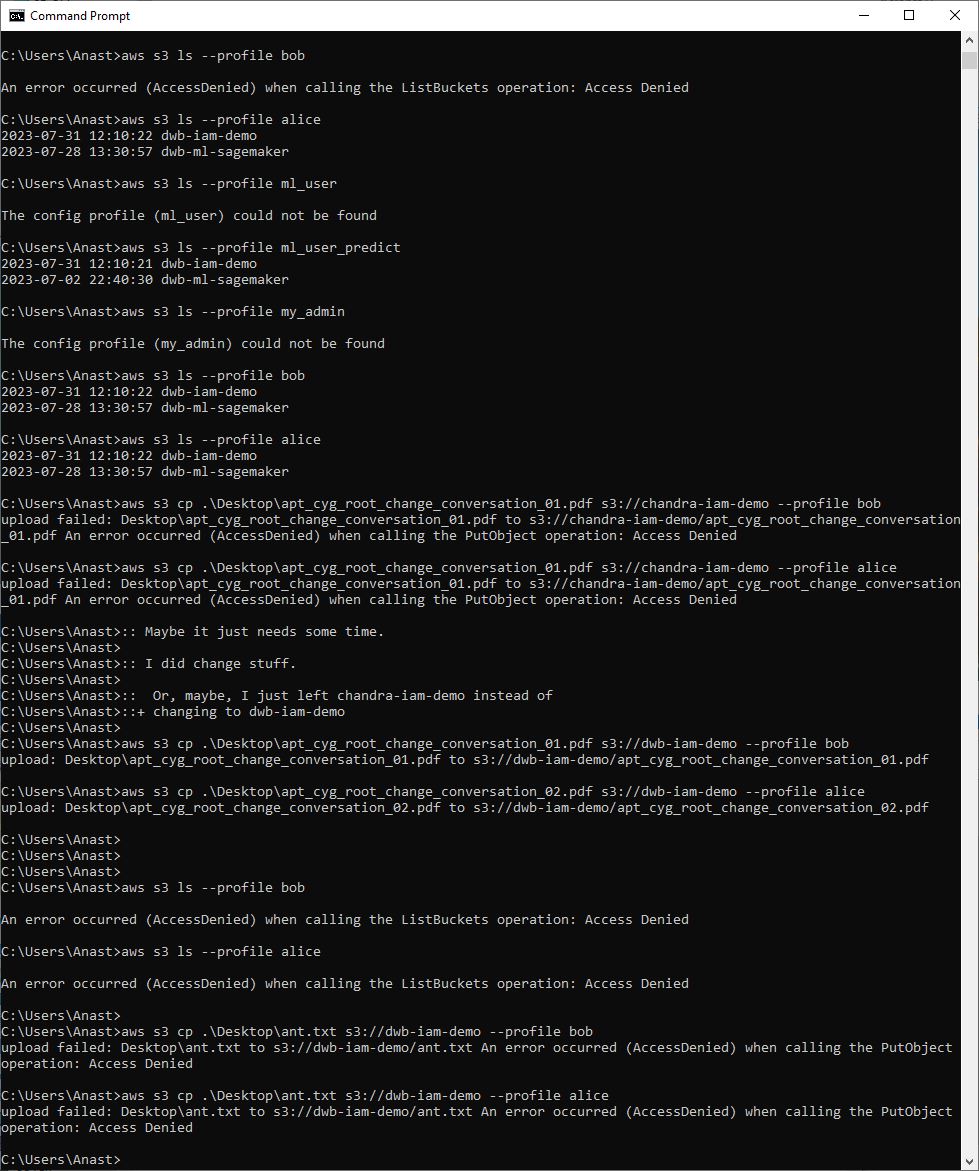 Command Prompt
C:\Users\Anast>aws s3 ls --profile bob
An error occurred (AccessDenied) when calling the ListBuckets operation: Access Denied
C:\Users\Anast>aws s3 ls --profile alice
2023-07-31 12:10:22 dwb-iam-demo
2023-07-28 13:30:57 dwb-ml-sagemaker
C:\Users\Anast>aws s3 ls --profile ml_user
The config profile (ml_user) could not be found
C:\Users\Anast>aws s3 ls --profile ml_user_predict
2023-07-31 12:10:21 dwb-iam-demo
2023-07-02 22:40:30 dwb-ml-sagemaker
C:\Users\Anast>aws s3 ls --profile my_admin
The config profile (my_admin) could not be found
C:\Users\Anast>aws s3 ls --profile bob
2023-07-31 12:10:22 dwb-iam-demo
2023-07-28 13:30:57 dwb-ml-sagemaker
C:\Users\Anast>aws s3 ls --profile alice
2023-07-31 12:10:22 dwb-iam-demo
2023-07-28 13:30:57 dwb-ml-sagemaker
C:\Users\Anast>aws s3 cp .\Desktop\apt_cyg_root_change_conversation_01.pdf s3://chandra-iam-demo --profile bob
upload failed: Desktop\apt_cyg_root_change_conversation_01.pdf to s3://chandra-iam-demo/apt_cyg_root_change_conversation
_01.pdf An error occurred (AccessDenied) when calling the PutObject operation: Access Denied
C:\Users\Anast>aws s3 cp .\Desktop\apt_cyg_root_change_conversation_01.pdf s3://chandra-iam-demo --profile alice
upload failed: Desktop\apt_cyg_root_change_conversation_01.pdf to s3://chandra-iam-demo/apt_cyg_root_change_conversation
_01.pdf An error occurred (AccessDenied) when calling the PutObject operation: Access Denied
C:\Users\Anast>:: Maybe it just needs some time.
C:\Users\Anast>
C:\Users\Anast>:: I did change stuff.
C:\Users\Anast>
C:\Users\Anast>::  Or, maybe, I just left chandra-iam-demo instead of
C:\Users\Anast>::+ changing to dwb-iam-demo
C:\Users\Anast>
C:\Users\Anast>aws s3 cp .\Desktop\apt_cyg_root_change_conversation_01.pdf s3://dwb-iam-demo --profile bob
upload: Desktop\apt_cyg_root_change_conversation_01.pdf to s3://dwb-iam-demo/apt_cyg_root_change_conversation_01.pdf
C:\Users\Anast>aws s3 cp .\Desktop\apt_cyg_root_change_conversation_02.pdf s3://dwb-iam-demo --profile alice
upload: Desktop\apt_cyg_root_change_conversation_02.pdf to s3://dwb-iam-demo/apt_cyg_root_change_conversation_02.pdf
C:\Users\Anast>
C:\Users\Anast>
C:\Users\Anast>
C:\Users\Anast>aws s3 ls --profile bob
An error occurred (AccessDenied) when calling the ListBuckets operation: Access Denied
C:\Users\Anast>aws s3 ls --profile alice
An error occurred (AccessDenied) when calling the ListBuckets operation: Access Denied
C:\Users\Anast>
C:\Users\Anast>aws s3 cp .\Desktop\ant.txt s3://dwb-iam-demo --profile bob
upload failed: Desktop\ant.txt to s3://dwb-iam-demo/ant.txt An error occurred (AccessDenied) when calling the PutObject
operation: Access Denied
C:\Users\Anast>aws s3 cp .\Desktop\ant.txt s3://dwb-iam-demo --profile alice
upload failed: Desktop\ant.txt to s3://dwb-iam-demo/ant.txt An error occurred (AccessDenied) when calling the PutObject
operation: Access Denied
C:\Users\Anast>